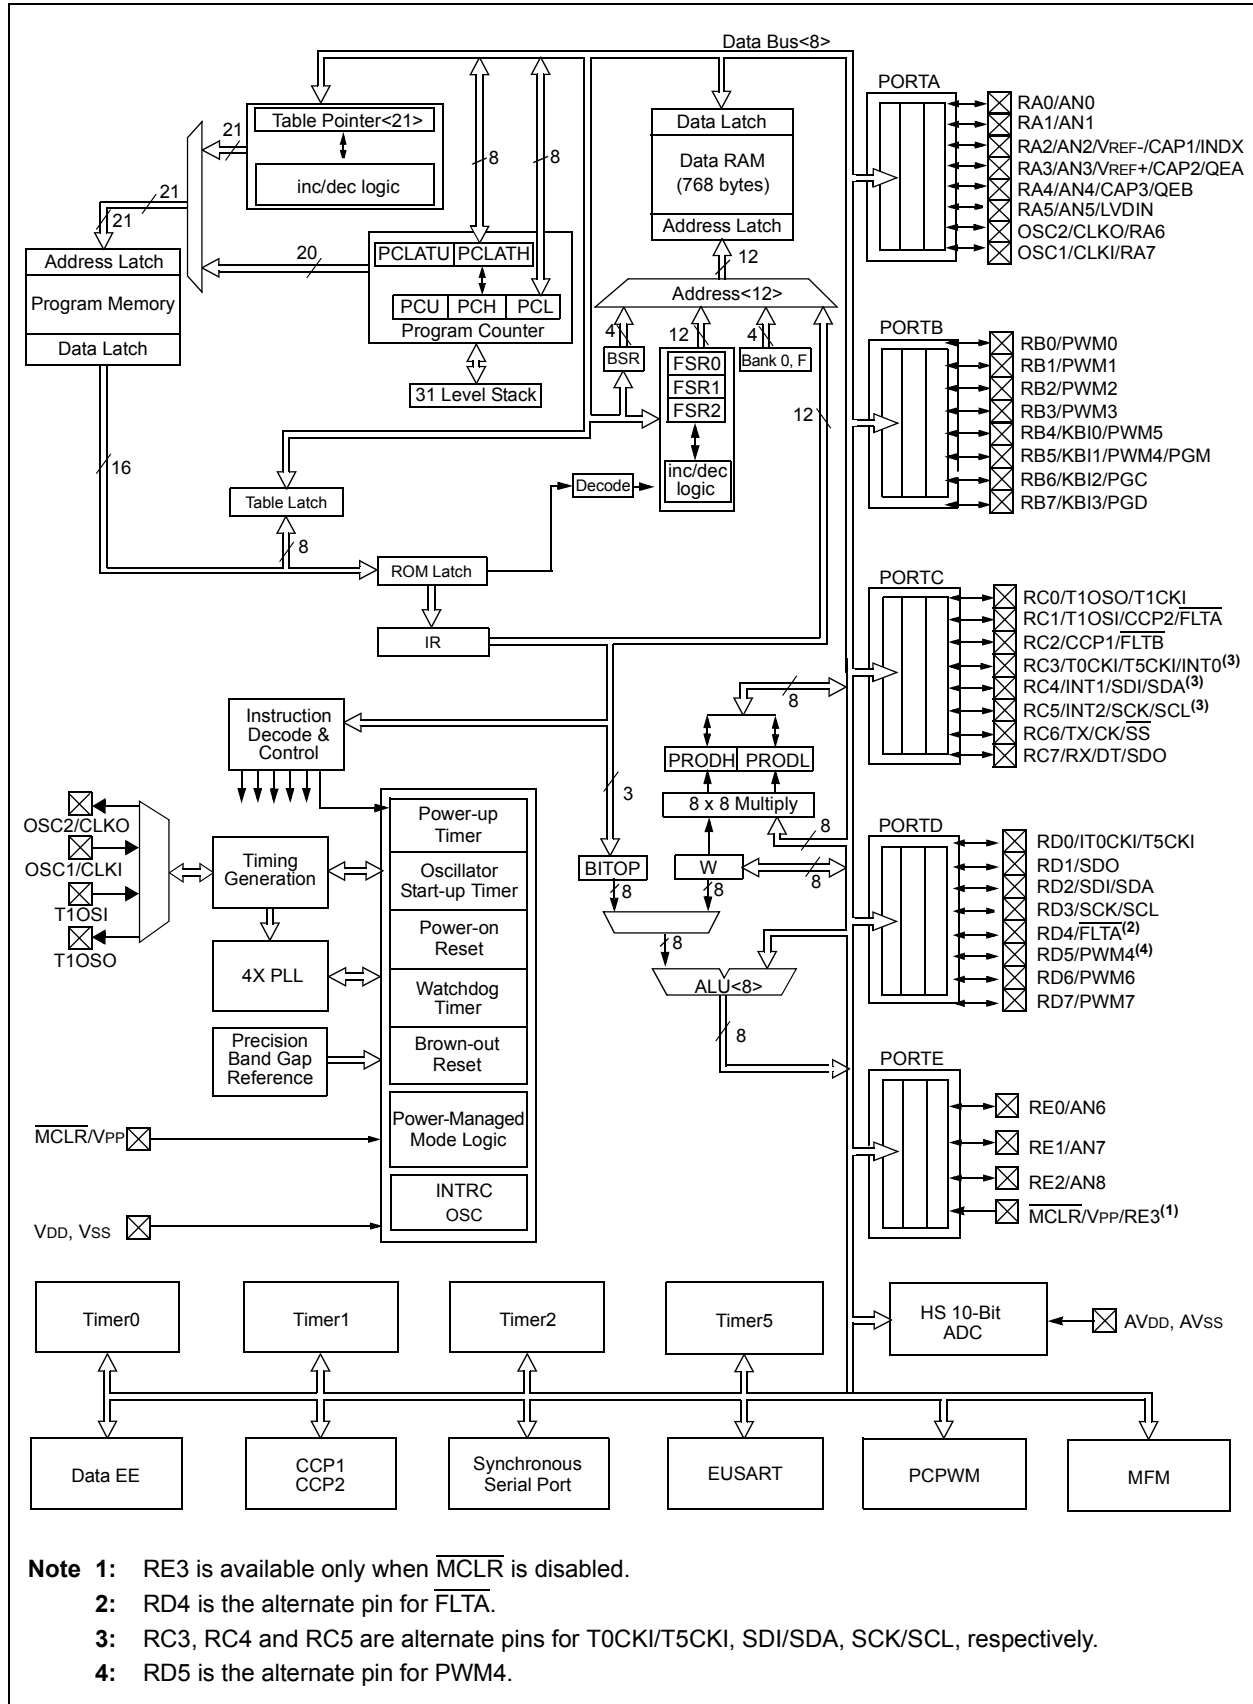 Data Bus<8>
PORTA
Table Pointer<21>
21
inc/dec logic
8
8
Data Latch
Data RAM
(768 bytes)
Address Latch
RA0/AN0
RA1/AN1
RA2/AN2/VREF-/CAP1/INDX
RA3/AN3/VREF+/CAP2/QEA
RA4/AN4/CAP3/QEB
RA5/AN5/LVDIN
OSC2/CLKO/RA6
OSC1/CLKI/RA7
21
21
Address Latch
Program Memory
Data Latch
20
PCLATU PCLATH
PCU PCH PCL
Program Counter
31 Level Stack
12
Address<12>
4
12
4
BSR
FSR0
FSR1
FSR2
inc/dec
logic
Bank 0, F
12
PORTB
RB0/PWM0
RB1/PWM1
RB2/PWM2
RB3/PWM3
RB4/KBI0/PWM5
RB5/KBI1/PWM4/PGM
RB6/KBI2/PGC
RB7/KBI3/PGD
16
Table Latch
8
Decode
ROM Latch
IR
PORTC
RC0/T1OSO/T1CKI
RC1/T1OSI/CCP2/FLTA
RC2/CCP1/FLTB
RC3/T0CKI/T5CKI/INT0(3)
RC4/INT1/SDI/SDA(3)
RC5/INT2/SCK/SCL(3)
RC6/TX/CK/SS
RC7/RX/DT/SDO
Instruction
Decode &
Control
8
PRODH PRODL
8 x 8 Multiply
3
8
BITOP
W
8
8
8
8
ALU<8>
8
PORTD
RD0/IT0CKI/T5CKI
RD1/SDO
RD2/SDI/SDA
RD3/SCK/SCL
RD4/FLTA(2)
RD5/PWM4(4)
RD6/PWM6
RD7/PWM7
OSC2/CLKO
OSC1/CLKI
T1OSI
T1OSO
Timing
Generation
4X PLL
Precision
Band Gap
Reference
Power-up
Timer
Oscillator
Start-up Timer
Power-on
Reset
Watchdog
Timer
Brown-out
Reset
Power-Managed
Mode Logic
INTRC
OSC
MCLR/VPP
VDD, VSS
PORTE
RE0/AN6
RE1/AN7
RE2/AN8
MCLR/VPP/RE3(1)
Timer0
Timer1
Timer2
Timer5
HS 10-Bit
ADC
AVDD, AVSS
Data EE
CCP1
CCP2
Synchronous
Serial Port
EUSART
PCPWM
MFM
Note 1: RE3 is available only when MCLR is disabled.
2: RD4 is the alternate pin for FLTA.
3: RC3, RC4 and RC5 are alternate pins for T0CKI/T5CKI, SDI/SDA, SCK/SCL, respectively.
4: RD5 is the alternate pin for PWM4.